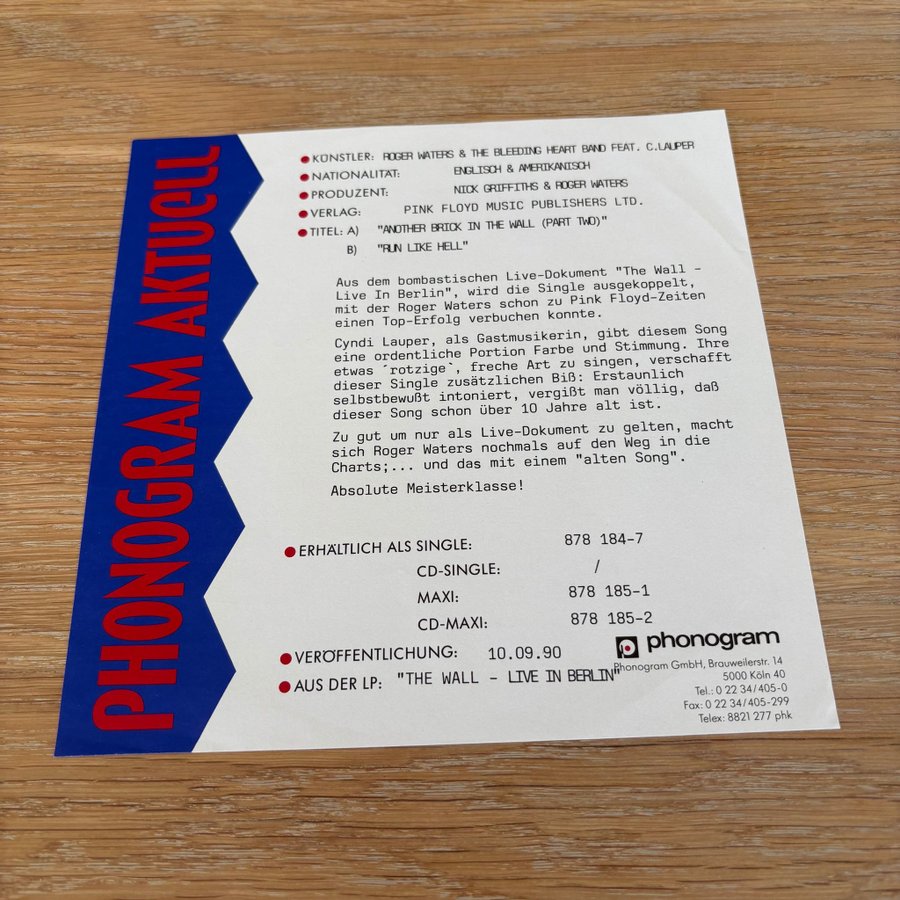 PHONOGRAM AKTUELL
KÜNSTLER: ROGER WATERS & THE BLEEDING HEART BAND FEAT. C.LAUPER
NATIONALITÄT: ENGLISCH & AMERIKANISCH
PRODUZENT: NICK GRIFFITHS & ROGER WATERS
VERLAG: PINK FLOYD MUSIC PUBLISHERS LTD.
TITEL: A) "ANOTHER BRICK IN THE WALL (PART TWO)"
B) "RUN LIKE HELL"
Aus dem bombastischen Live-Dokument "The Wall -
Live In Berlin", wird die Single ausgekoppelt,
mit der Roger Waters schon zu Pink Floyd-Zeiten
einen Top-Erfolg verbuchen konnte.
Cyndi Lauper, als Gastmusikerin, gibt diesem Song
eine ordentliche Portion Farbe und Stimmung. Ihre
etwas ´rotzige`, freche Art zu singen, verschafft
dieser Single zusätzlichen Biß: Erstaunlich
selbstbewußt intoniert, vergißt man völlig, daß
dieser Song schon über 10 Jahre alt ist.
Zu gut um nur als Live-Dokument zu gelten, macht
sich Roger Waters nochmals auf den Weg in die
Charts;... und das mit einem "alten Song".
Absolute Meisterklasse!
ERHÄLTLICH ALS SINGLE: 878 184-7
CD-SINGLE: /
MAXI: 878 185-1
CD-MAXI: 878 185-2
VERÖFFENTLICHUNG: 10.09.90
AUS DER LP: "THE WALL - LIVE IN BERLIN"
phonogram
Phonogram GmbH, Brauweilerstr. 14
5000 Köln 40
Tel.: 0 22 34/405-0
Fax: 0 22 34/405-299
Telex: 8821 277 phk